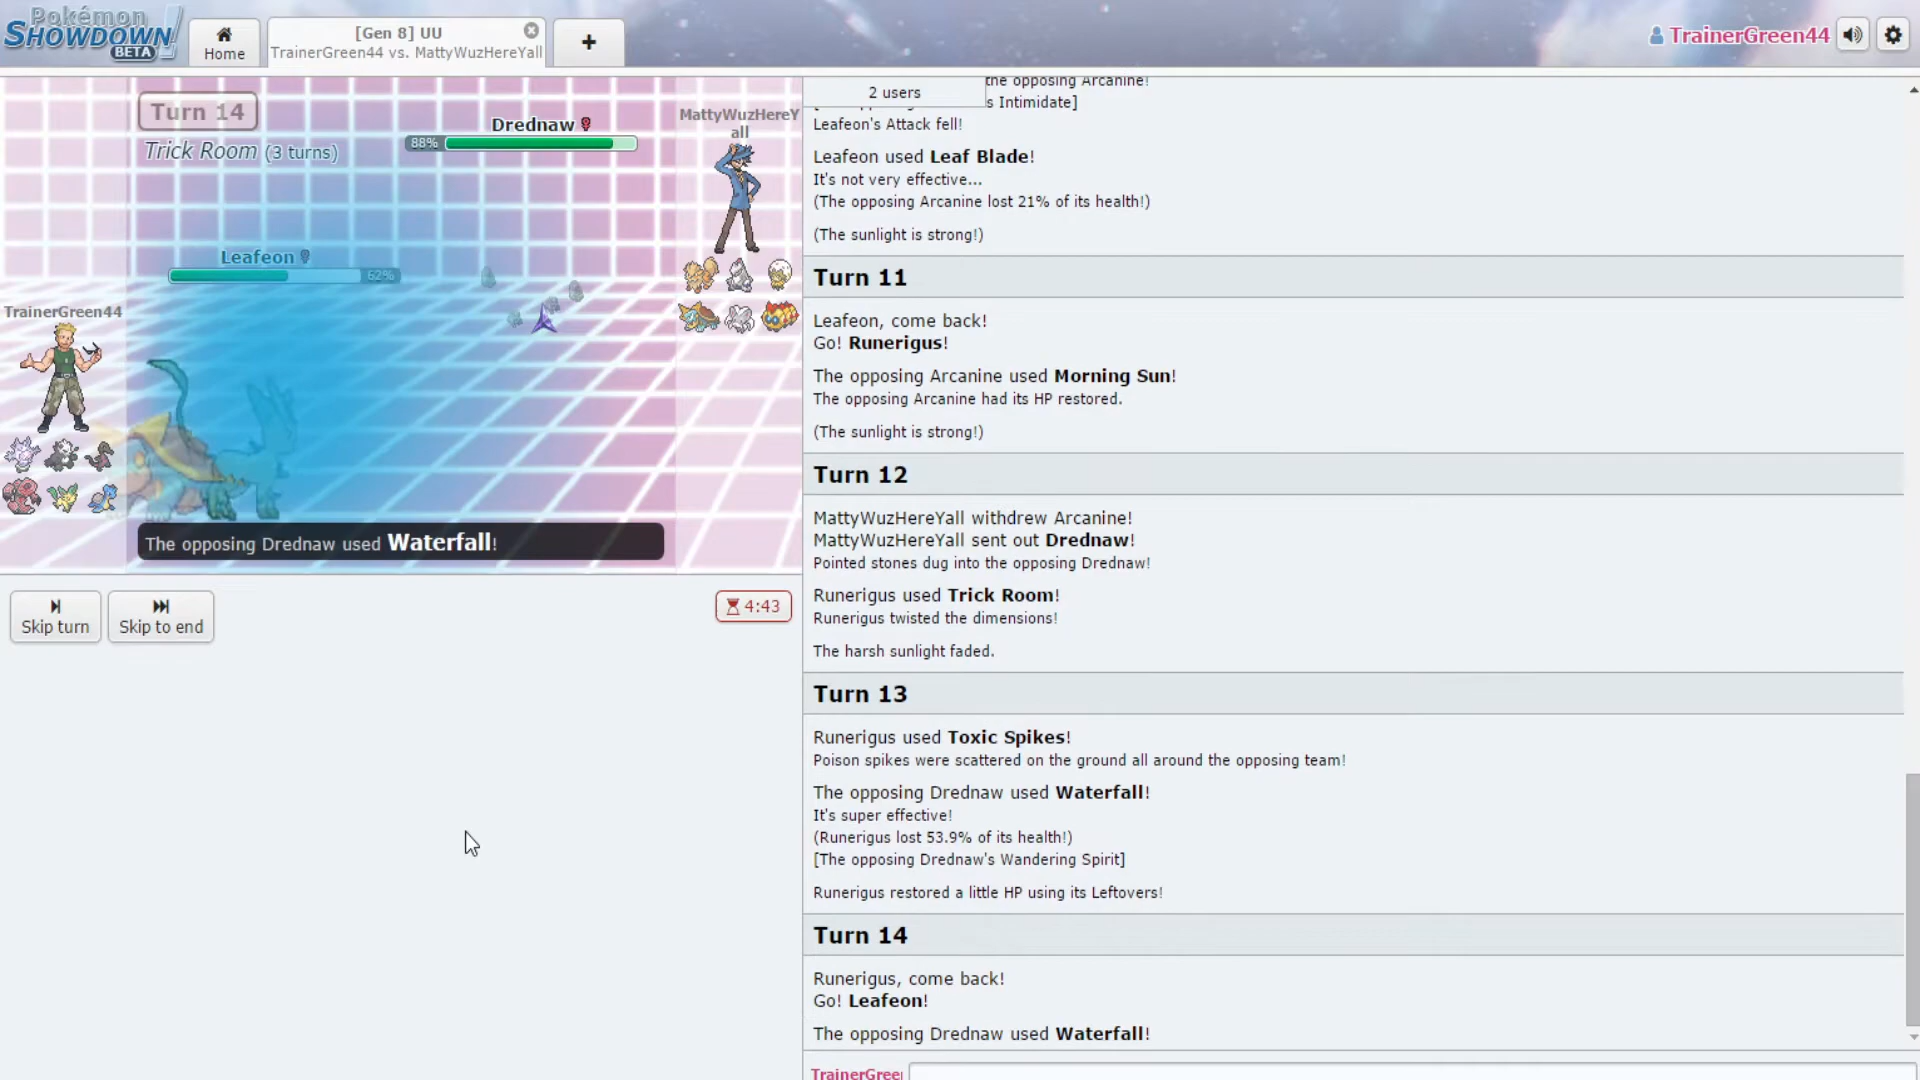 Pokémon
SHOWDOWN!
BETA
Home
[Gen 8] UU
TrainerGreen44 vs. MattyWuzHereYall
TrainerGreen44
Turn 14
Trick Room (3 turns)
Drednaw
88%
MattyWuzHereY
all
Leafeon
62%
TrainerGreen44
The opposing Drednaw used Waterfall!
Skip turn
Skip to end
4:43
2 users
the opposing Arcanine!
s Intimidate]
Leafeon's Attack fell!
Leafeon used Leaf Blade!
It's not very effective...
(The opposing Arcanine lost 21% of its health!)
(The sunlight is strong!)
Turn 11
Leafeon, come back!
Go! Runerigus!
The opposing Arcanine used Morning Sun!
The opposing Arcanine had its HP restored.
(The sunlight is strong!)
Turn 12
MattyWuzHereYall withdrew Arcanine!
MattyWuzHereYall sent out Drednaw!
Pointed stones dug into the opposing Drednaw!
Runerigus used Trick Room!
Runerigus twisted the dimensions!
The harsh sunlight faded.
Turn 13
Runerigus used Toxic Spikes!
Poison spikes were scattered on the ground all around the opposing team!
The opposing Drednaw used Waterfall!
It's super effective!
(Runerigus lost 53.9% of its health!)
[The opposing Drednaw's Wandering Spirit]
Runerigus restored a little HP using its Leftovers!
Turn 14
Runerigus, come back!
Go! Leafeon!
The opposing Drednaw used Waterfall!
TrainerGree